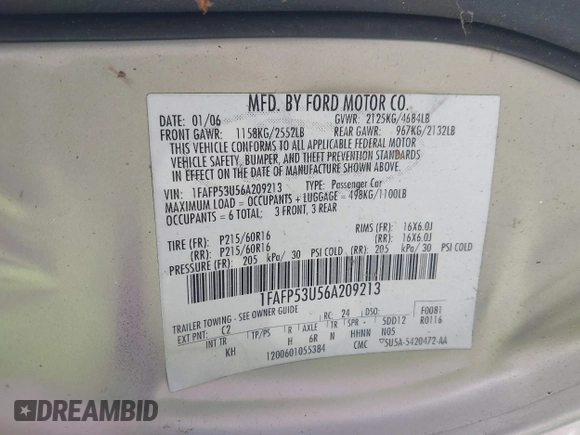 MFD. BY FORD MOTOR CO.
DATE: 01/06 GVWR: 2125KG/4684LB
FRONT GAWR: 1158KG/2552LB REAR GAWR: 967KG/2132LB
THIS VEHICLE CONFORMS TO ALL APPLICABLE FEDERAL MOTOR
VEHICLE SAFETY, BUMPER, AND THEFT PREVENTION STANDARDS
IN EFFECT ON THE DATE OF MANUFACTURE SHOWN ABOVE.
VIN: 1FAFP53U56A209213 TYPE: Passenger Car
MAXIMUM LOAD = OCCUPANTS + LUGGAGE = 498KG/1100LB
OCCUPANTS = 6 TOTAL; 3 FRONT, 3 REAR
TIRE (FR): P215/60R16 RIMS (FR): 16X6.0J
(RR): P215/60R16 (RR): 16X6.0J
PRESSURE (FR): 205 kPa/ 30 PSI COLD (RR): 205 kPa/ 30 PSI COLD
1FAFP53U56A209213
TRAILER TOWING - SEE OWNER GUIDE RC: 24 DSO: F0081
EXT PNT: C2 5DD12 R0116
INT TR TP/PS R AXLE TR SPR
KH H 6R N HHNN N05
1200601055384 CMC 5U5A-5420472-AA
DREAMBID